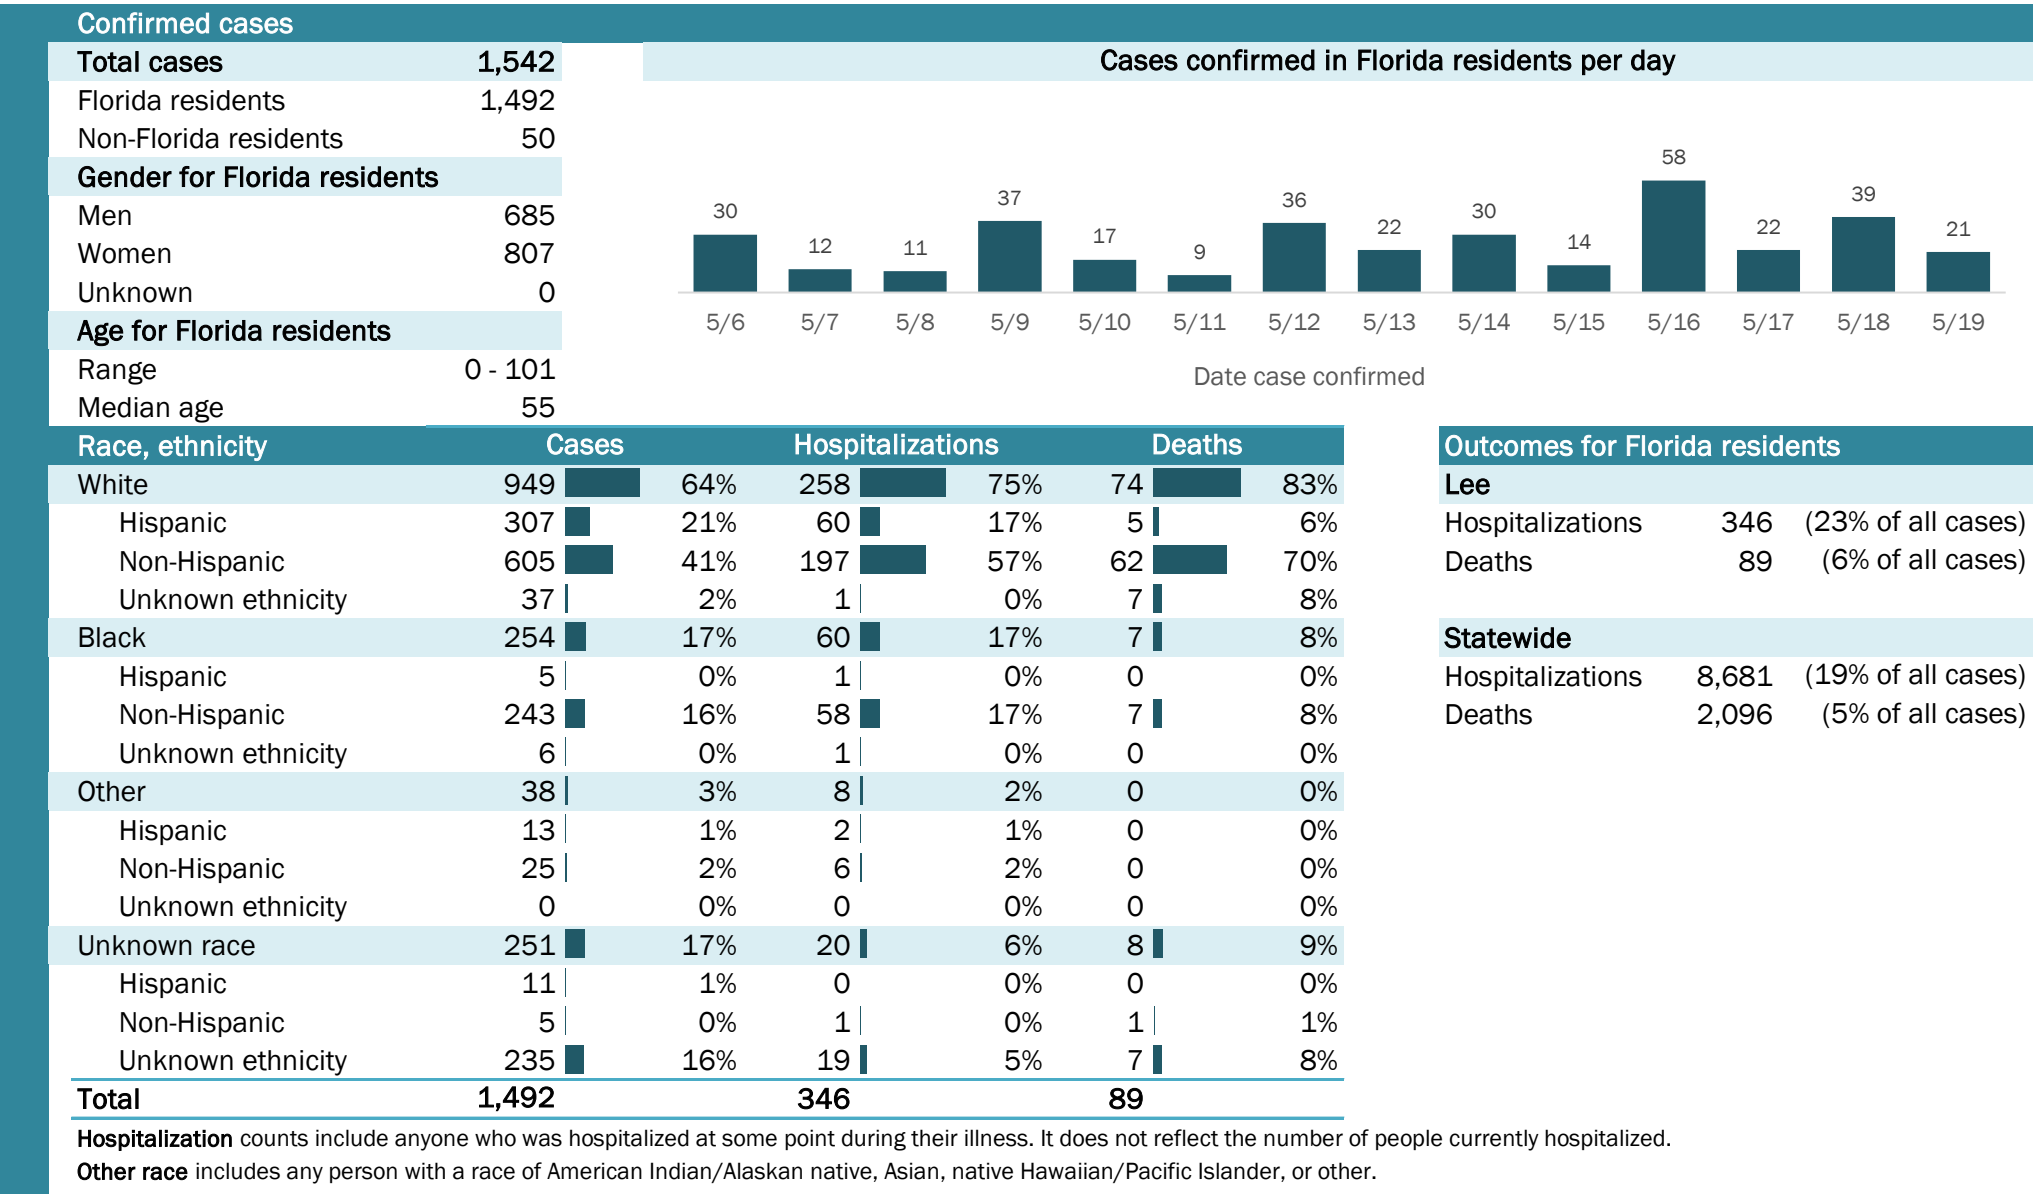 Confirmed cases
Total cases 1,542
Florida residents 1,492
Non-Florida residents 50
Gender for Florida residents
Men 685
Women 807
Unknown 0
Age for Florida residents
Range 0 - 101
Median age 55
Cases confirmed in Florida residents per day
30 12 11 37 17 9 36 22 30 14 58 22 39 21
5/6 5/7 5/8 5/9 5/10 5/11 5/12 5/13 5/14 5/15 5/16 5/17 5/18 5/19
Date case confirmed
Race, ethnicity Cases Hospitalizations Deaths
White 949 64% 258 75% 74 83%
Hispanic 307 21% 60 17% 5 6%
Non-Hispanic 605 41% 197 57% 62 70%
Unknown ethnicity 37 2% 1 0% 7 8%
Black 254 17% 60 17% 7 8%
Hispanic 5 0% 1 0% 0 0%
Non-Hispanic 243 16% 58 17% 7 8%
Unknown ethnicity 6 0% 1 0% 0 0%
Other 38 3% 8 2% 0 0%
Hispanic 13 1% 2 1% 0 0%
Non-Hispanic 25 2% 6 2% 0 0%
Unknown ethnicity 0 0% 0 0% 0 0%
Unknown race 251 17% 20 6% 8 9%
Hispanic 11 1% 0 0% 0 0%
Non-Hispanic 5 0% 1 0% 1 1%
Unknown ethnicity 235 16% 19 5% 7 8%
Total 1,492 346 89
Outcomes for Florida residents
Lee
Hospitalizations 346 (23% of all cases)
Deaths 89 (6% of all cases)
Statewide
Hospitalizations 8,681 (19% of all cases)
Deaths 2,096 (5% of all cases)
Hospitalization counts include anyone who was hospitalized at some point during their illness. It does not reflect the number of people currently hospitalized.
Other race includes any person with a race of American Indian/Alaskan native, Asian, native Hawaiian/Pacific Islander, or other.